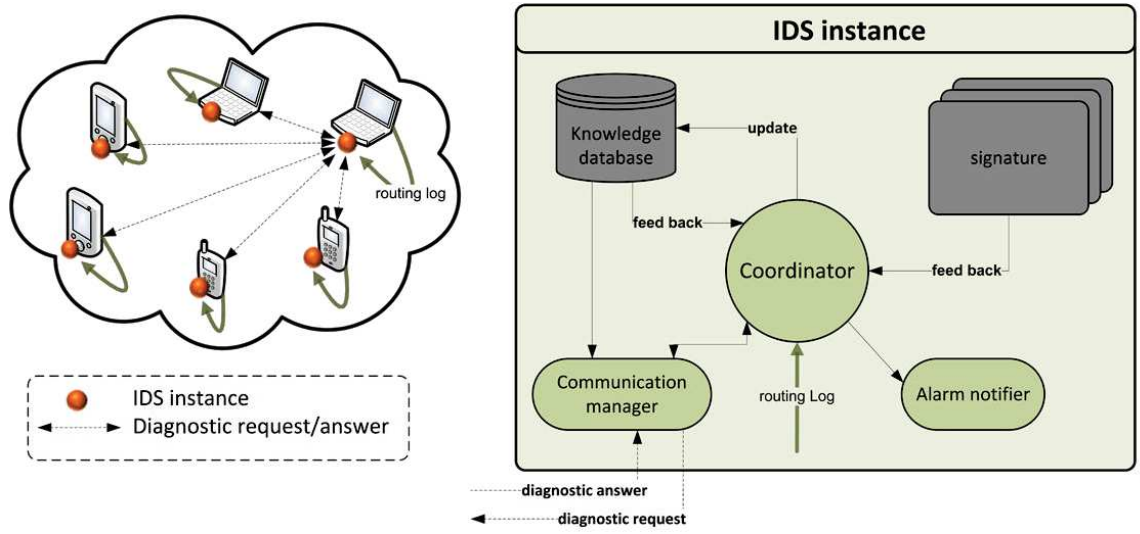 routing log
IDS instance
Diagnostic request/answer
IDS instance
Knowledge
database
update
signature
feed back
Coordinator
feed back
Communication
manager
routing Log
Alarm notifier
diagnostic answer
diagnostic request